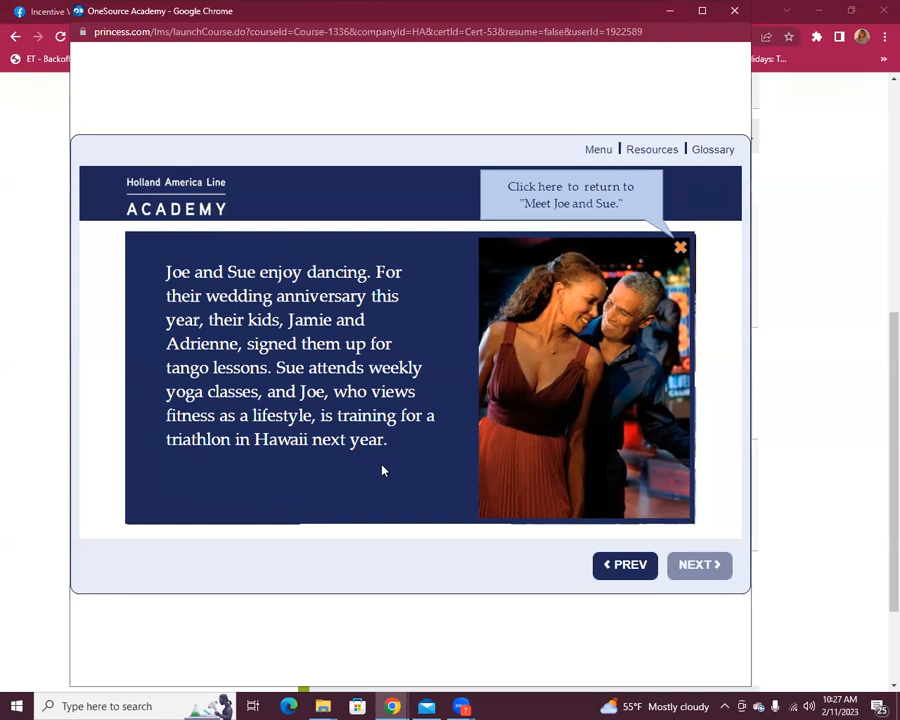 Incentive V
OneSource Academy - Google Chrome
princess.com/lms/launchCourse.do?courseId=Course-1336&companyId=HA&certId=Cert-53&resume=false&userId=1922589
ET - Backoff
lidays: T...
»
Menu | Resources | Glossary
Holland America Line
ACADEMY
Click here to return to
"Meet Joe and Sue."
Joe and Sue enjoy dancing. For
their wedding anniversary this
year, their kids, Jamie and
Adrienne, signed them up for
tango lessons. Sue attends weekly
yoga classes, and Joe, who views
fitness as a lifestyle, is training for a
triathlon in Hawaii next year.
PREV
NEXT
Type here to search
7
55°F Mostly cloudy
10:27 AM
2/11/2023
25